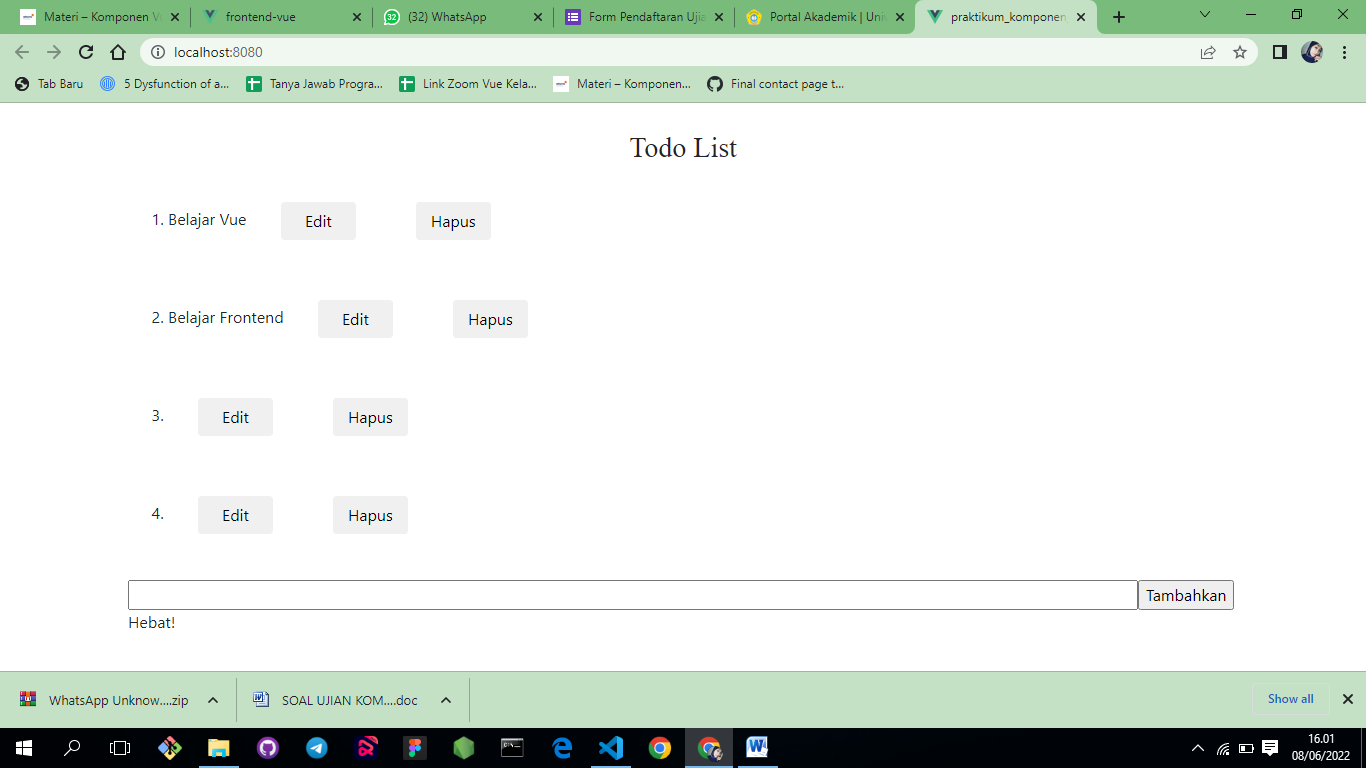 Materi – Komponen V
frontend-vue
(32) WhatsApp
Form Pendaftaran Ujia
Portal Akademik | Univ
praktikum_komponen
localhost:8080
Tab Baru
5 Dysfunction of a...
Tanya Jawab Progra...
Link Zoom Vue Kela...
Materi – Komponen...
Final contact page t...
Todo List
1. Belajar Vue Edit Hapus
2. Belajar Frontend Edit Hapus
3. Edit Hapus
4. Edit Hapus
Tambahkan
Hebat!
WhatsApp Unknow....zip
SOAL UJIAN KOM....doc
Show all
16.01
08/06/2022